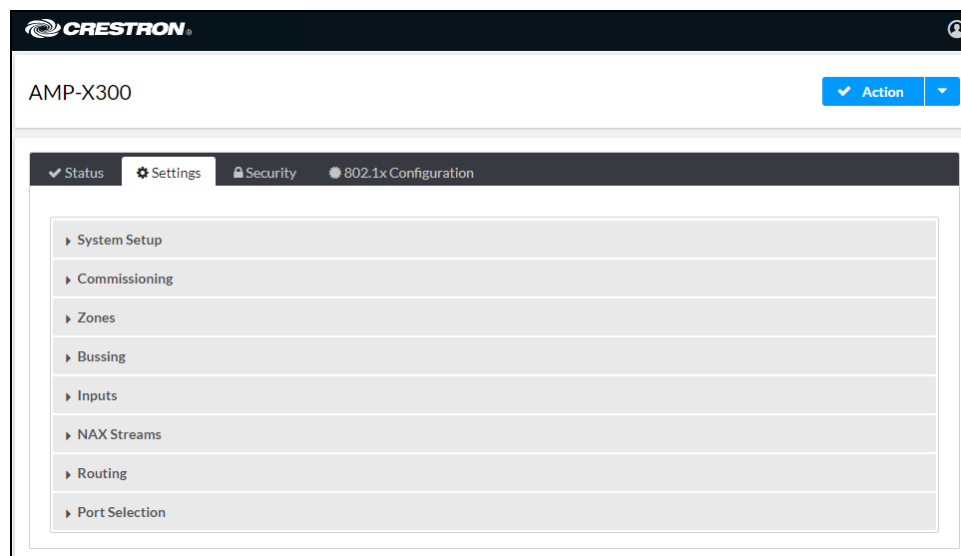 CRESTRON®
AMP-X300
Action
Status Settings Security 802.1x Configuration
System Setup
Commissioning
Zones
Bussing
Inputs
NAX Streams
Routing
Port Selection